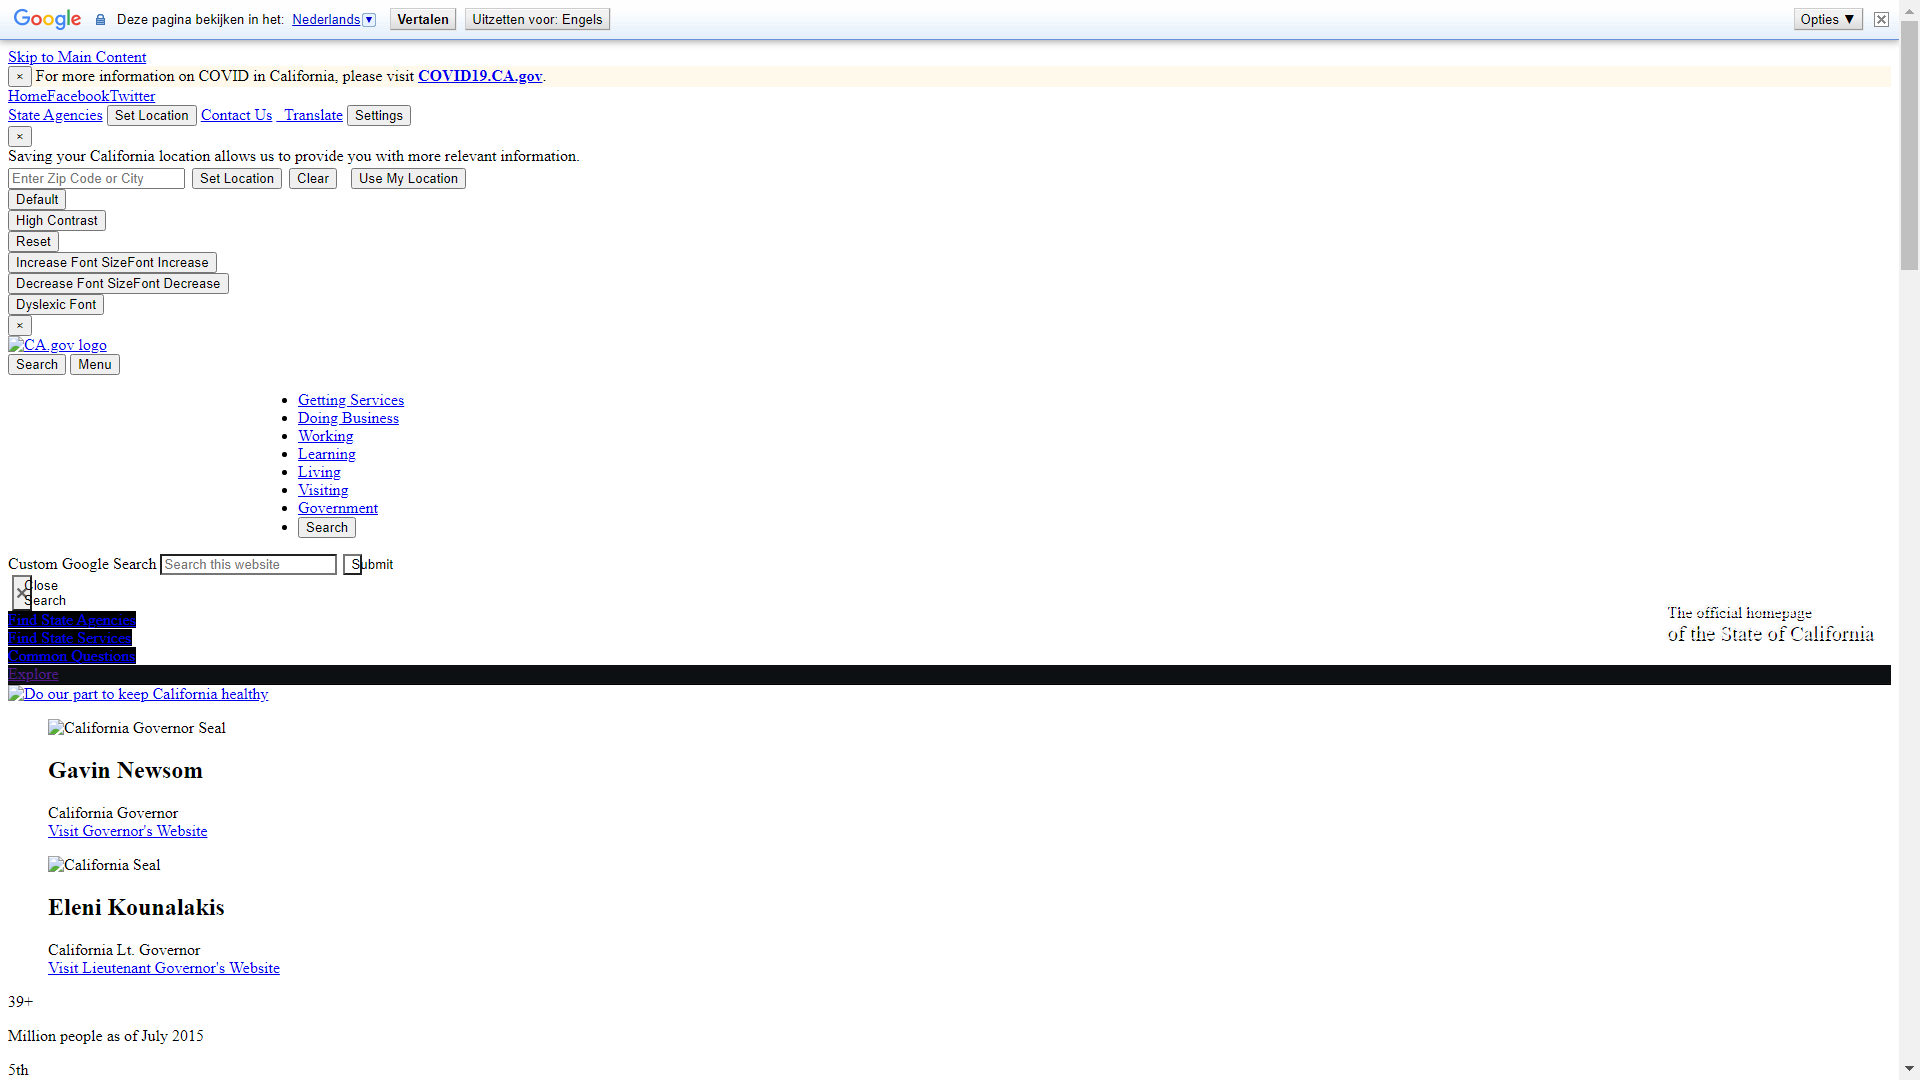 Google Deze pagina bekijken in het: Nederlands▼ Vertalen Uitzetten voor: Engels Opties ▼
Skip to Main Content
× For more information on COVID in California, please visit COVID19.CA.gov.
HomeFacebookTwitter
State Agencies Set Location Contact Us Translate Settings
×
Saving your California location allows us to provide you with more relevant information.
Enter Zip Code or City Set Location Clear Use My Location
Default
High Contrast
Reset
Increase Font SizeFont Increase
Decrease Font SizeFont Decrease
Dyslexic Font
×
CA.gov logo
Search Menu
Getting Services
Doing Business
Working
Learning
Living
Visiting
Government
Search
Custom Google Search Search this website Submit
× Close
Search
The official homepage
of the State of California
Find State Agencies
Find State Services
Common Questions
Explore
Do our part to keep California healthy
California Governor Seal
Gavin Newsom
California Governor
Visit Governor's Website
California Seal
Eleni Kounalakis
California Lt. Governor
Visit Lieutenant Governor's Website
39+
Million people as of July 2015
5th